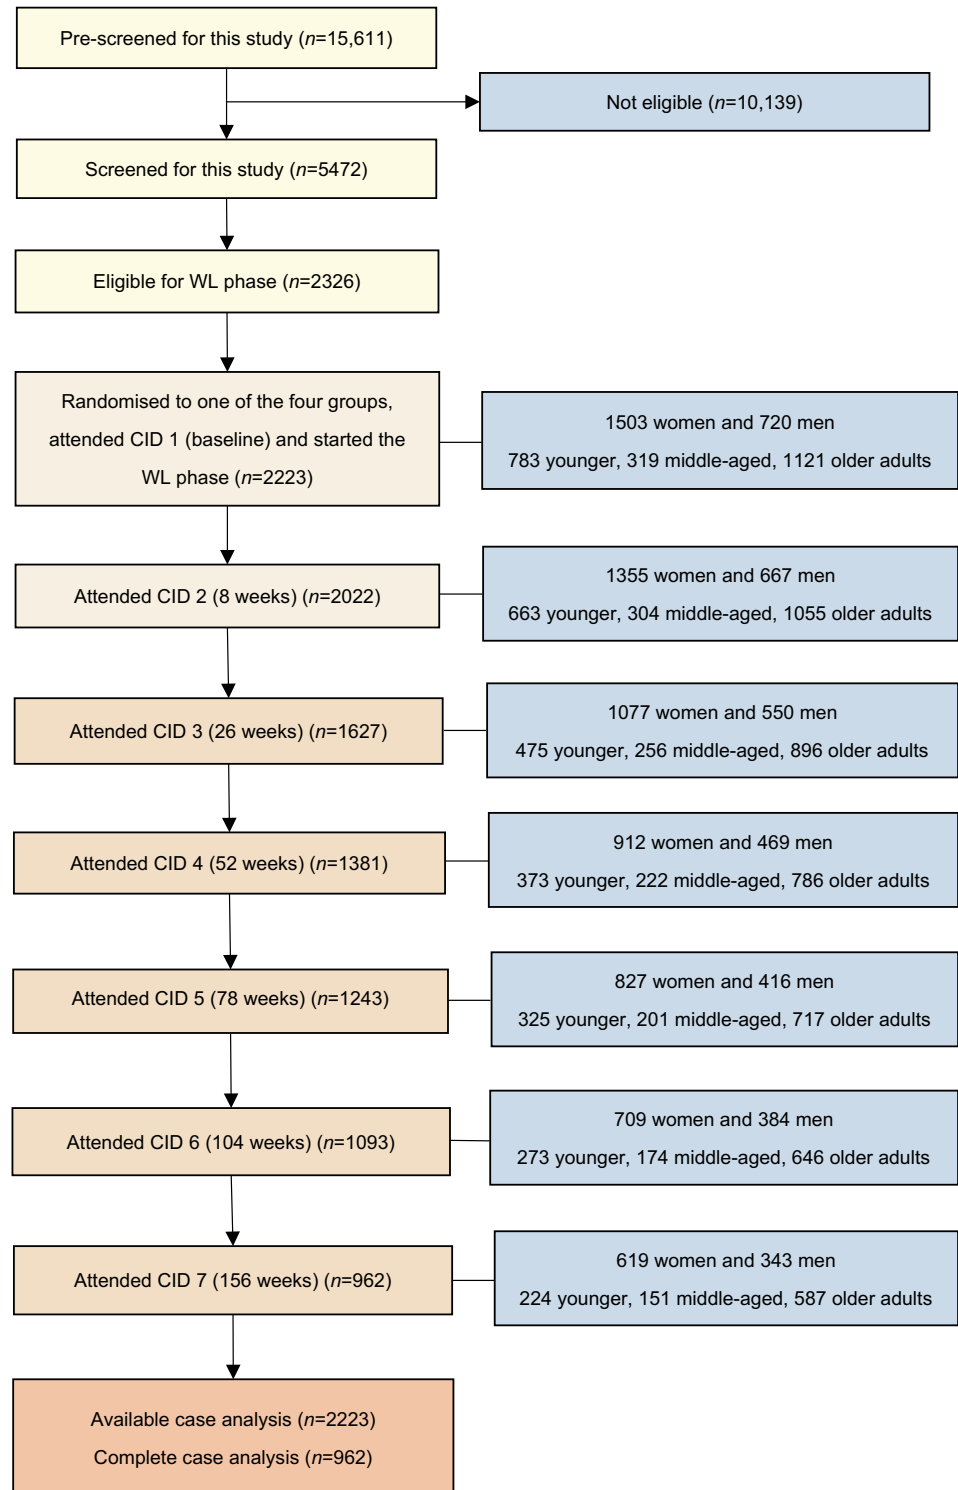 Pre-screened for this study (n=15,611)
Not eligible (n=10,139)
Screened for this study (n=5472)
Eligible for WL phase (n=2326)
Randomised to one of the four groups,
attended CID 1 (baseline) and started the
WL phase (n=2223)
1503 women and 720 men
783 younger, 319 middle-aged, 1121 older adults
Attended CID 2 (8 weeks) (n=2022)
1355 women and 667 men
663 younger, 304 middle-aged, 1055 older adults
Attended CID 3 (26 weeks) (n=1627)
1077 women and 550 men
475 younger, 256 middle-aged, 896 older adults
Attended CID 4 (52 weeks) (n=1381)
912 women and 469 men
373 younger, 222 middle-aged, 786 older adults
Attended CID 5 (78 weeks) (n=1243)
827 women and 416 men
325 younger, 201 middle-aged, 717 older adults
Attended CID 6 (104 weeks) (n=1093)
709 women and 384 men
273 younger, 174 middle-aged, 646 older adults
Attended CID 7 (156 weeks) (n=962)
619 women and 343 men
224 younger, 151 middle-aged, 587 older adults
Available case analysis (n=2223)
Complete case analysis (n=962)